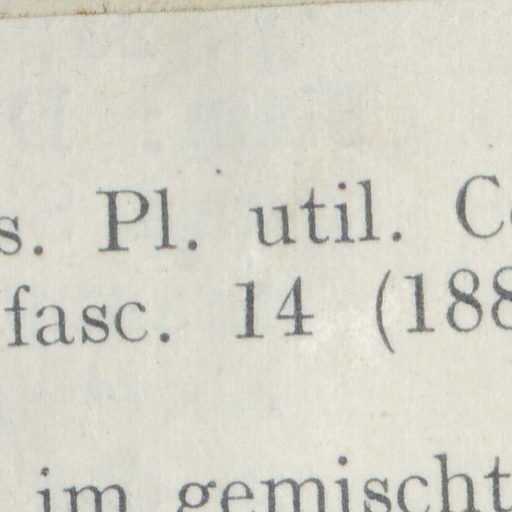 s. Pl. util. C
fasc. 14 (188
im gemischt